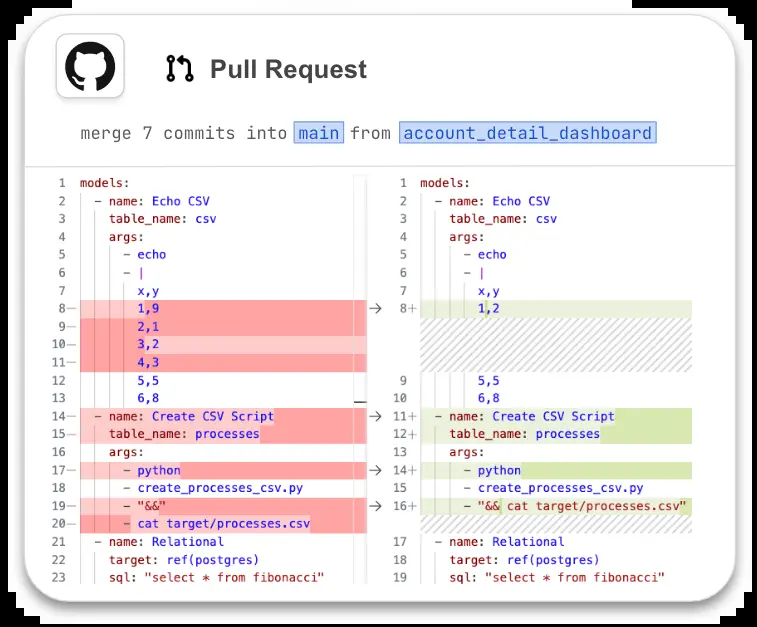 Pull Request
merge 7 commits into main from account_detail_dashboard
1 models:
2 - name: Echo CSV
3 table_name: csv
4 args:
5 - echo
6 - |
7 x,y
8— 1,9
9— 2,1
10— 3,2
11— 4,3
12 5,5
13 6,8
14— - name: Create CSV Script
15— table_name: processes
16 args:
17— - python
18 - create_processes_csv.py
19— - "&&"
20— - cat target/processes.csv
21 - name: Relational
22 target: ref(postgres)
23 sql: "select * from fibonacci"
1 models:
2 - name: Echo CSV
3 table_name: csv
4 args:
5 - echo
6 - |
7 x,y
8+ 1,2
9 5,5
10 6,8
11+ - name: Create CSV Script
12+ table_name: processes
13 args:
14+ - python
15 - create_processes_csv.py
16+ - "&& cat target/processes.csv"
17 - name: Relational
18 target: ref(postgres)
19 sql: "select * from fibonacci"